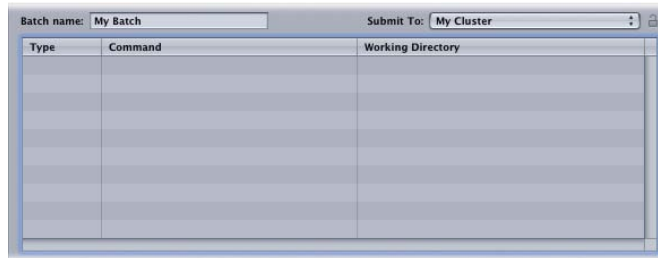 Batch name: My Batch Submit To: My Cluster
Type Command Working Directory